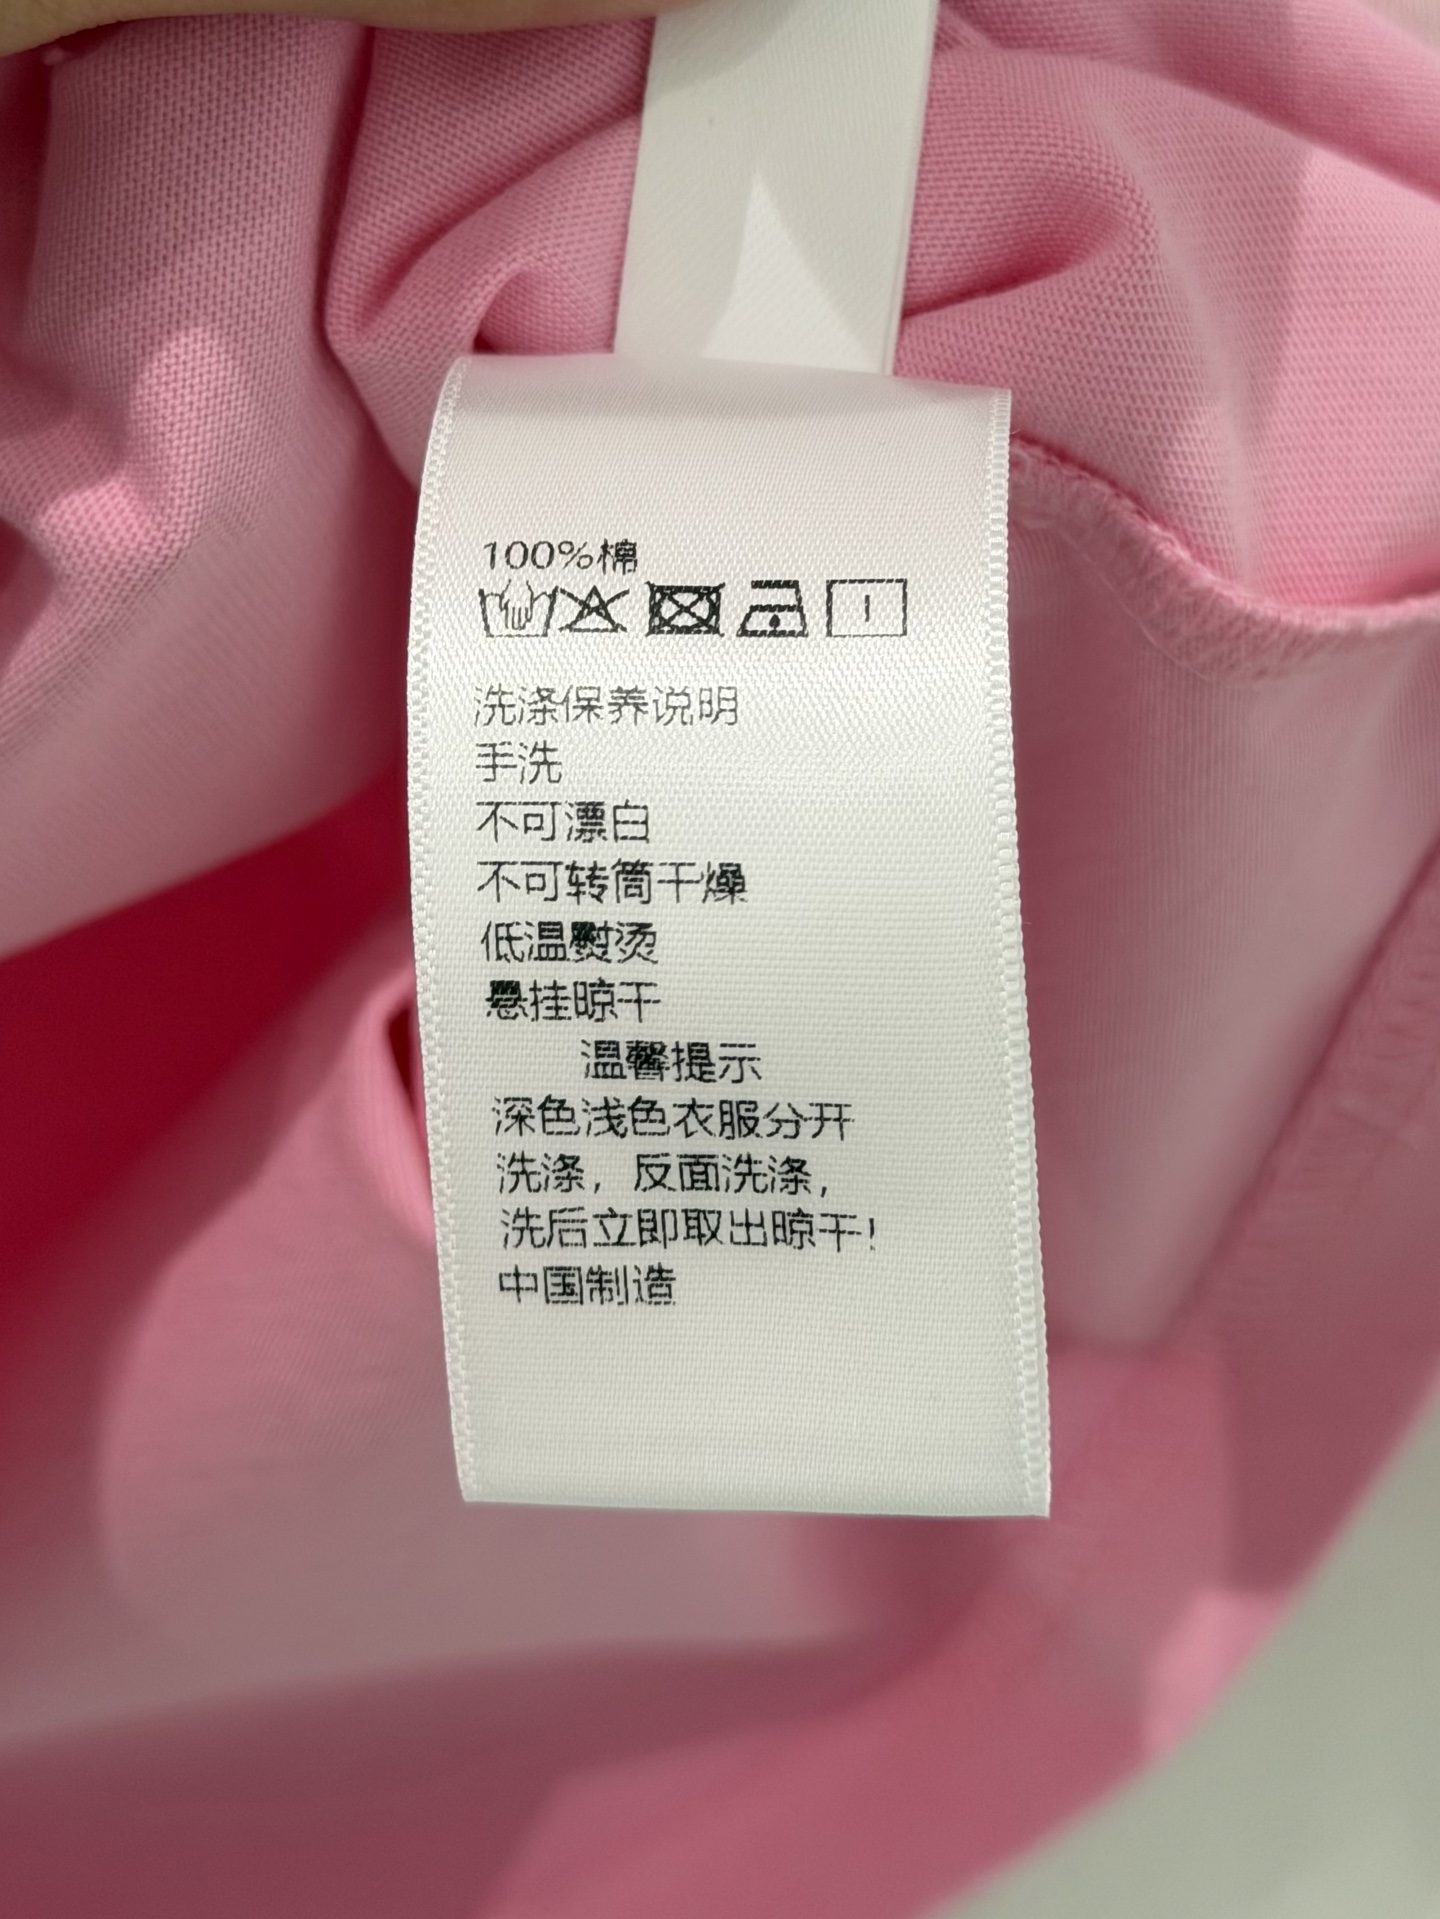 100%棉
洗涤保养说明
手洗
不可漂白
不可转筒干燥
低温熨烫
悬挂晾干
温馨提示
深色浅色衣服分开
洗涤，反面洗涤，
洗后立即取出晾干！
中国制造